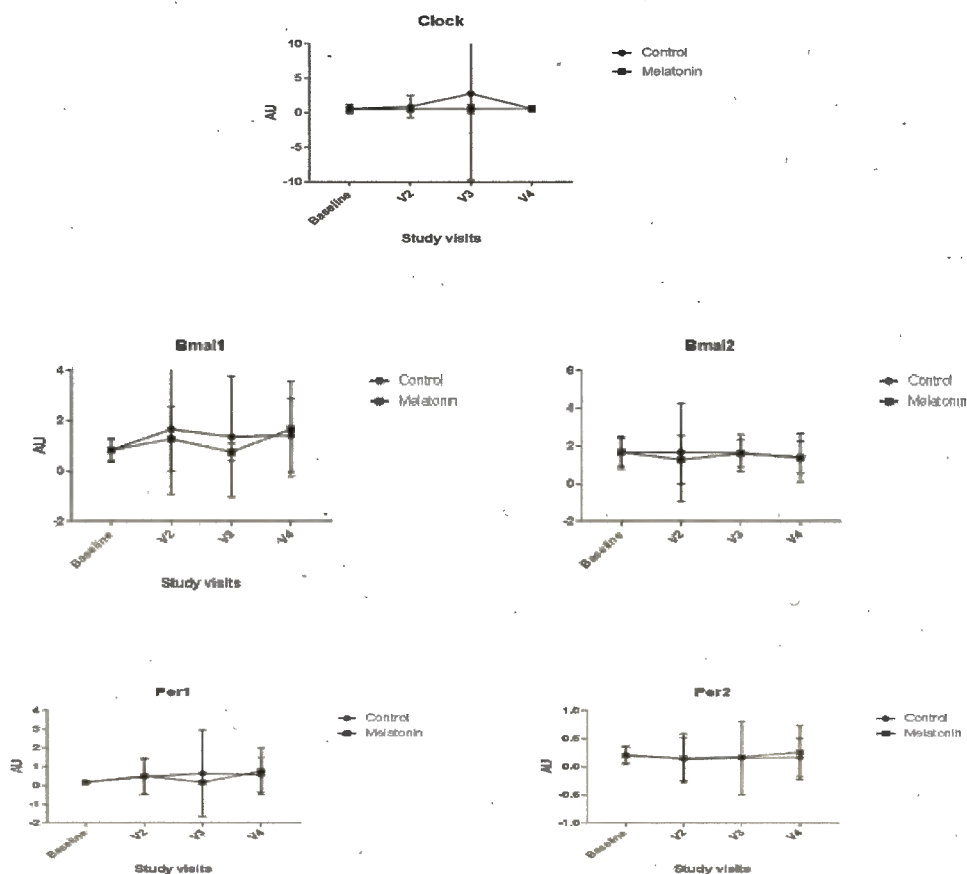 Clock
10
5
0
-5
-10
AU
Baseline
V2
V3
V4
Study visits
Control
Melatonin
Bmal1
4
2
0
-2
AU
Baseline
V2
V3
V4
Study visits
Control
Melatonin
Bmal2
6
4
2
0
-2
Baseline
V2
V3
V4
Control
Melatonin
Per1
4
3
2
1
0
-1
-2
AU
Baseline
V2
V3
V4
Study visits
Control
Melatonin
Per2
1.0
0.5
0.0
-0.5
-1.0
AU
Baseline
V2
V3
V4
Study visits
Control
Melatonin